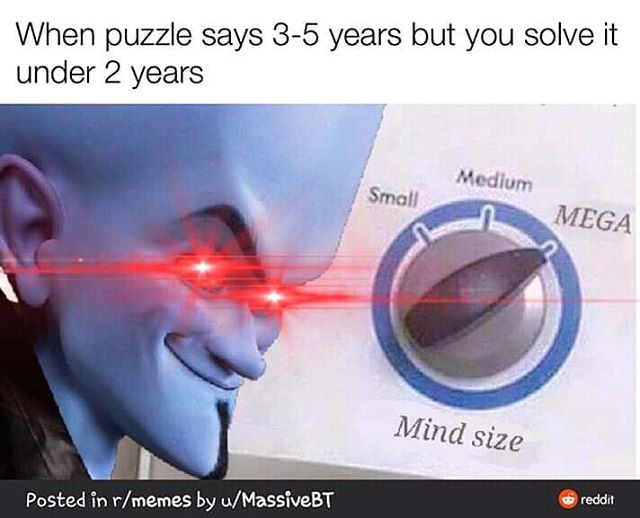 When puzzle says 3-5 years but you solve it
under 2 years
Small
Medium
MEGA
Mind size
Posted in r/memes by u/MassiveBT
reddit